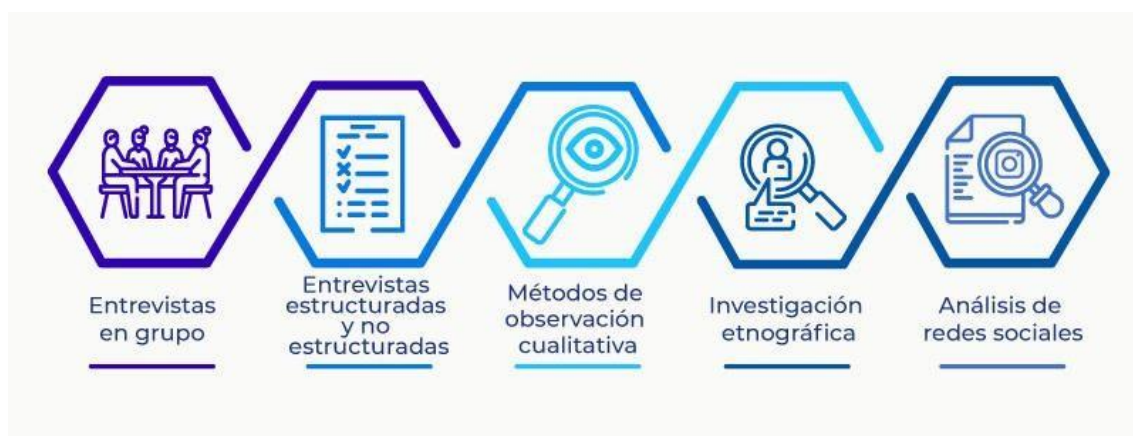 Entrevistas
en grupo
Entrevistas
estructuradas
y no
estructuradas
Métodos de
observación
cualitativa
Investigación
etnográfica
Análisis de
redes sociales